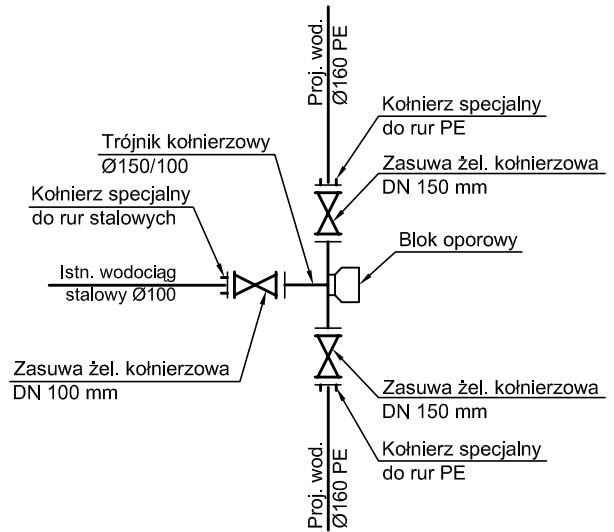 Proj. wod.
Ø160 PE
Kołnierz specjalny
do rur PE
Trójnik kołnierzowy
Ø150/100
Zasuwa żel. kołnierzowa
DN 150 mm
Kołnierz specjalny
do rur stalowych
Blok oporowy
Istn. wodociąg
stalowy Ø100
Zasuwa żel. kołnierzowa
DN 100 mm
Zasuwa żel. kołnierzowa
DN 150 mm
Kołnierz specjalny
do rur PE
Proj. wod.
Ø160 PE